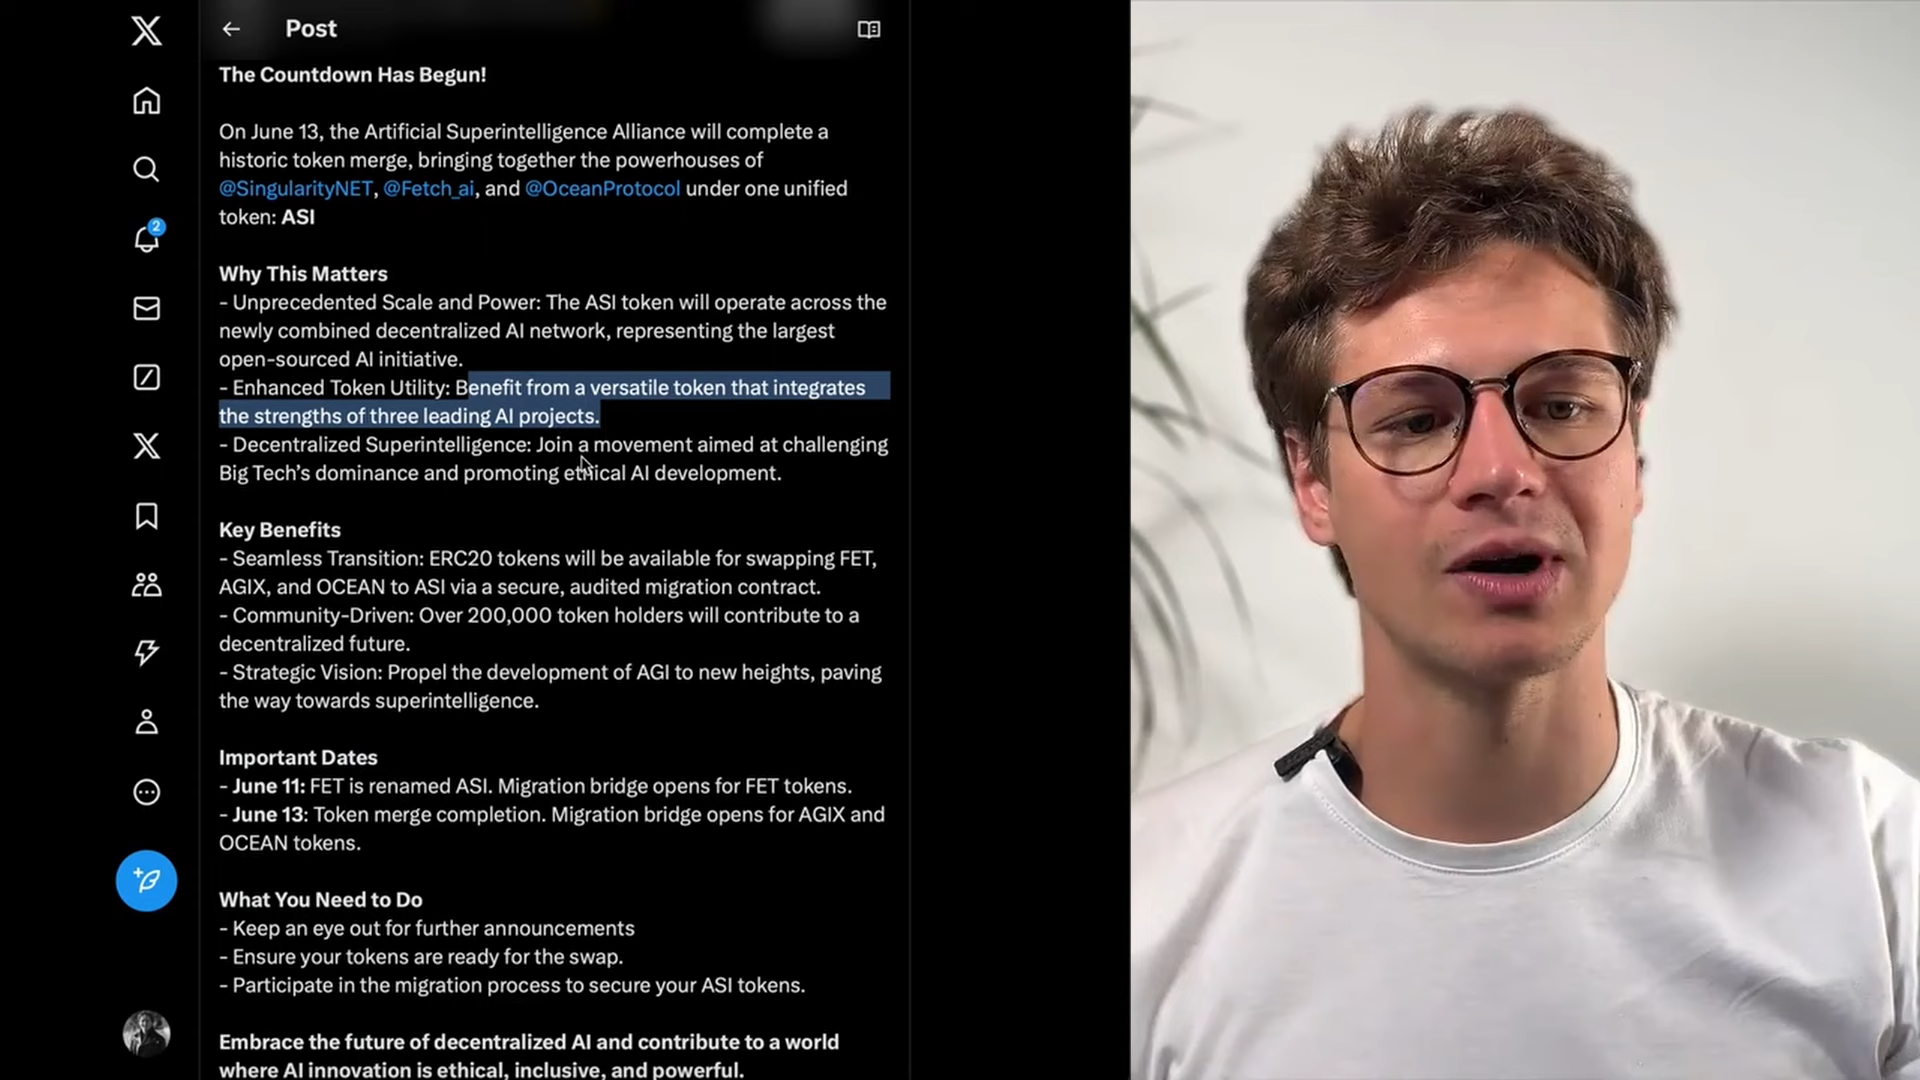 Post
The Countdown Has Begun!
On June 13, the Artificial Superintelligence Alliance will complete a
historic token merge, bringing together the powerhouses of
@SingularityNET, @Fetch_ai, and @OceanProtocol under one unified
token: ASI
Why This Matters
- Unprecedented Scale and Power: The ASI token will operate across the
newly combined decentralized AI network, representing the largest
open-sourced AI initiative.
- Enhanced Token Utility: Benefit from a versatile token that integrates
the strengths of three leading AI projects.
- Decentralized Superintelligence: Join a movement aimed at challenging
Big Tech’s dominance and promoting ethical AI development.
Key Benefits
- Seamless Transition: ERC20 tokens will be available for swapping FET,
AGIX, and OCEAN to ASI via a secure, audited migration contract.
- Community-Driven: Over 200,000 token holders will contribute to a
decentralized future.
- Strategic Vision: Propel the development of AGI to new heights, paving
the way towards superintelligence.
Important Dates
- June 11: FET is renamed ASI. Migration bridge opens for FET tokens.
- June 13: Token merge completion. Migration bridge opens for AGIX and
OCEAN tokens.
What You Need to Do
- Keep an eye out for further announcements
- Ensure your tokens are ready for the swap.
- Participate in the migration process to secure your ASI tokens.
Embrace the future of decentralized AI and contribute to a world
where AI innovation is ethical, inclusive, and powerful.
2